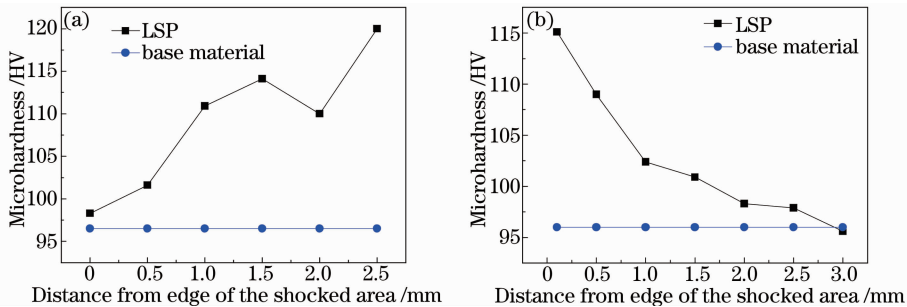 (a)
LSP
base material
120
115
110
105
100
95
Microhardness /HV
0 0.5 1.0 1.5 2.0 2.5
Distance from edge of the shocked area /mm
(b)
LSP
base material
115
110
105
100
95
Microhardness /HV
0 0.5 1.0 1.5 2.0 2.5 3.0
Distance from edge of the shocked area /mm